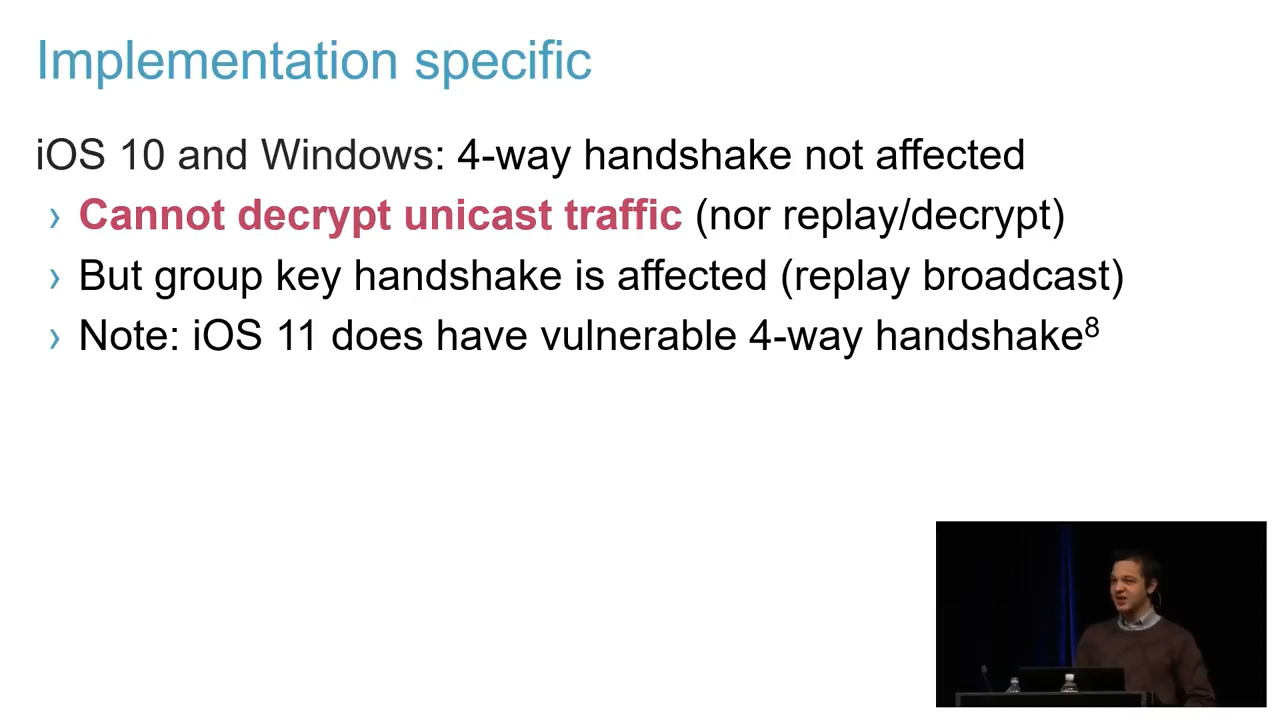 Implementation specific
iOS 10 and Windows: 4-way handshake not affected
› Cannot decrypt unicast traffic (nor replay/decrypt)
› But group key handshake is affected (replay broadcast)
› Note: iOS 11 does have vulnerable 4-way handshake⁸